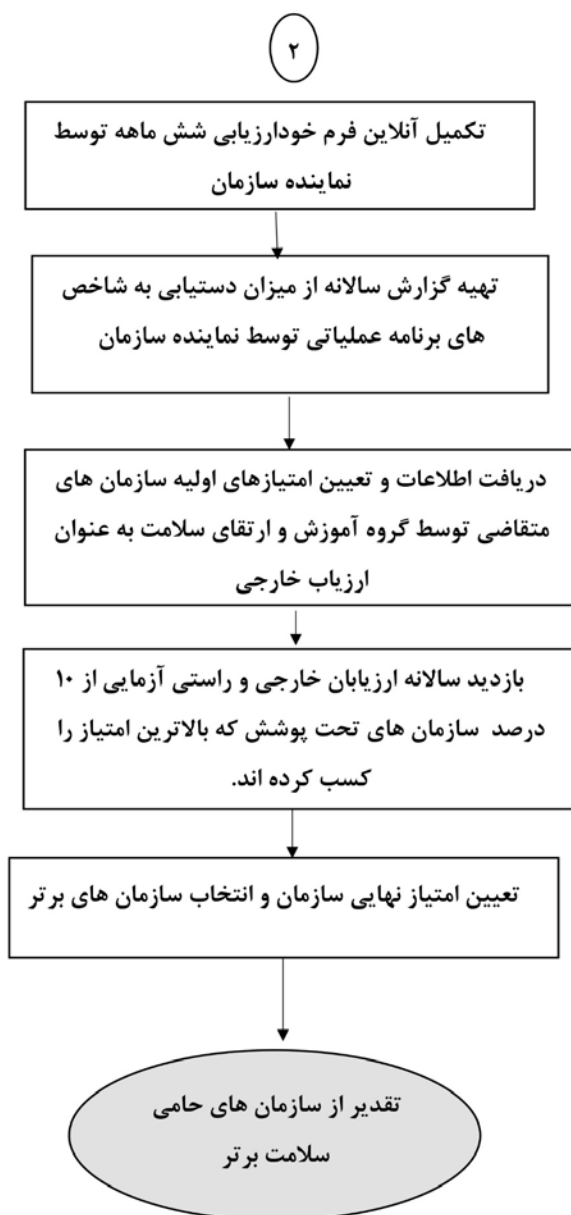 ۲
تکمیل آنلاین فرم خودارزیابی شش ماهه توسط
نماینده سازمان
تهیه گزارش سالانه از میزان دستیابی به شاخص
های برنامه عملیاتی توسط نماینده سازمان
دریافت اطلاعات و تعیین امتیازهای اولیه سازمان های
متقاضی توسط گروه آموزش و ارتقای سلامت به عنوان
ارزیاب خارجی
بازدید سالانه ارزیابان خارجی و راستی آزمایی از ۱۰
درصد سازمان های تحت پوشش که بالاترین امتیاز را
کسب کرده اند.
تعیین امتیاز نهایی سازمان و انتخاب سازمان های برتر
تقدیر از سازمان های حامی
سلامت برتر